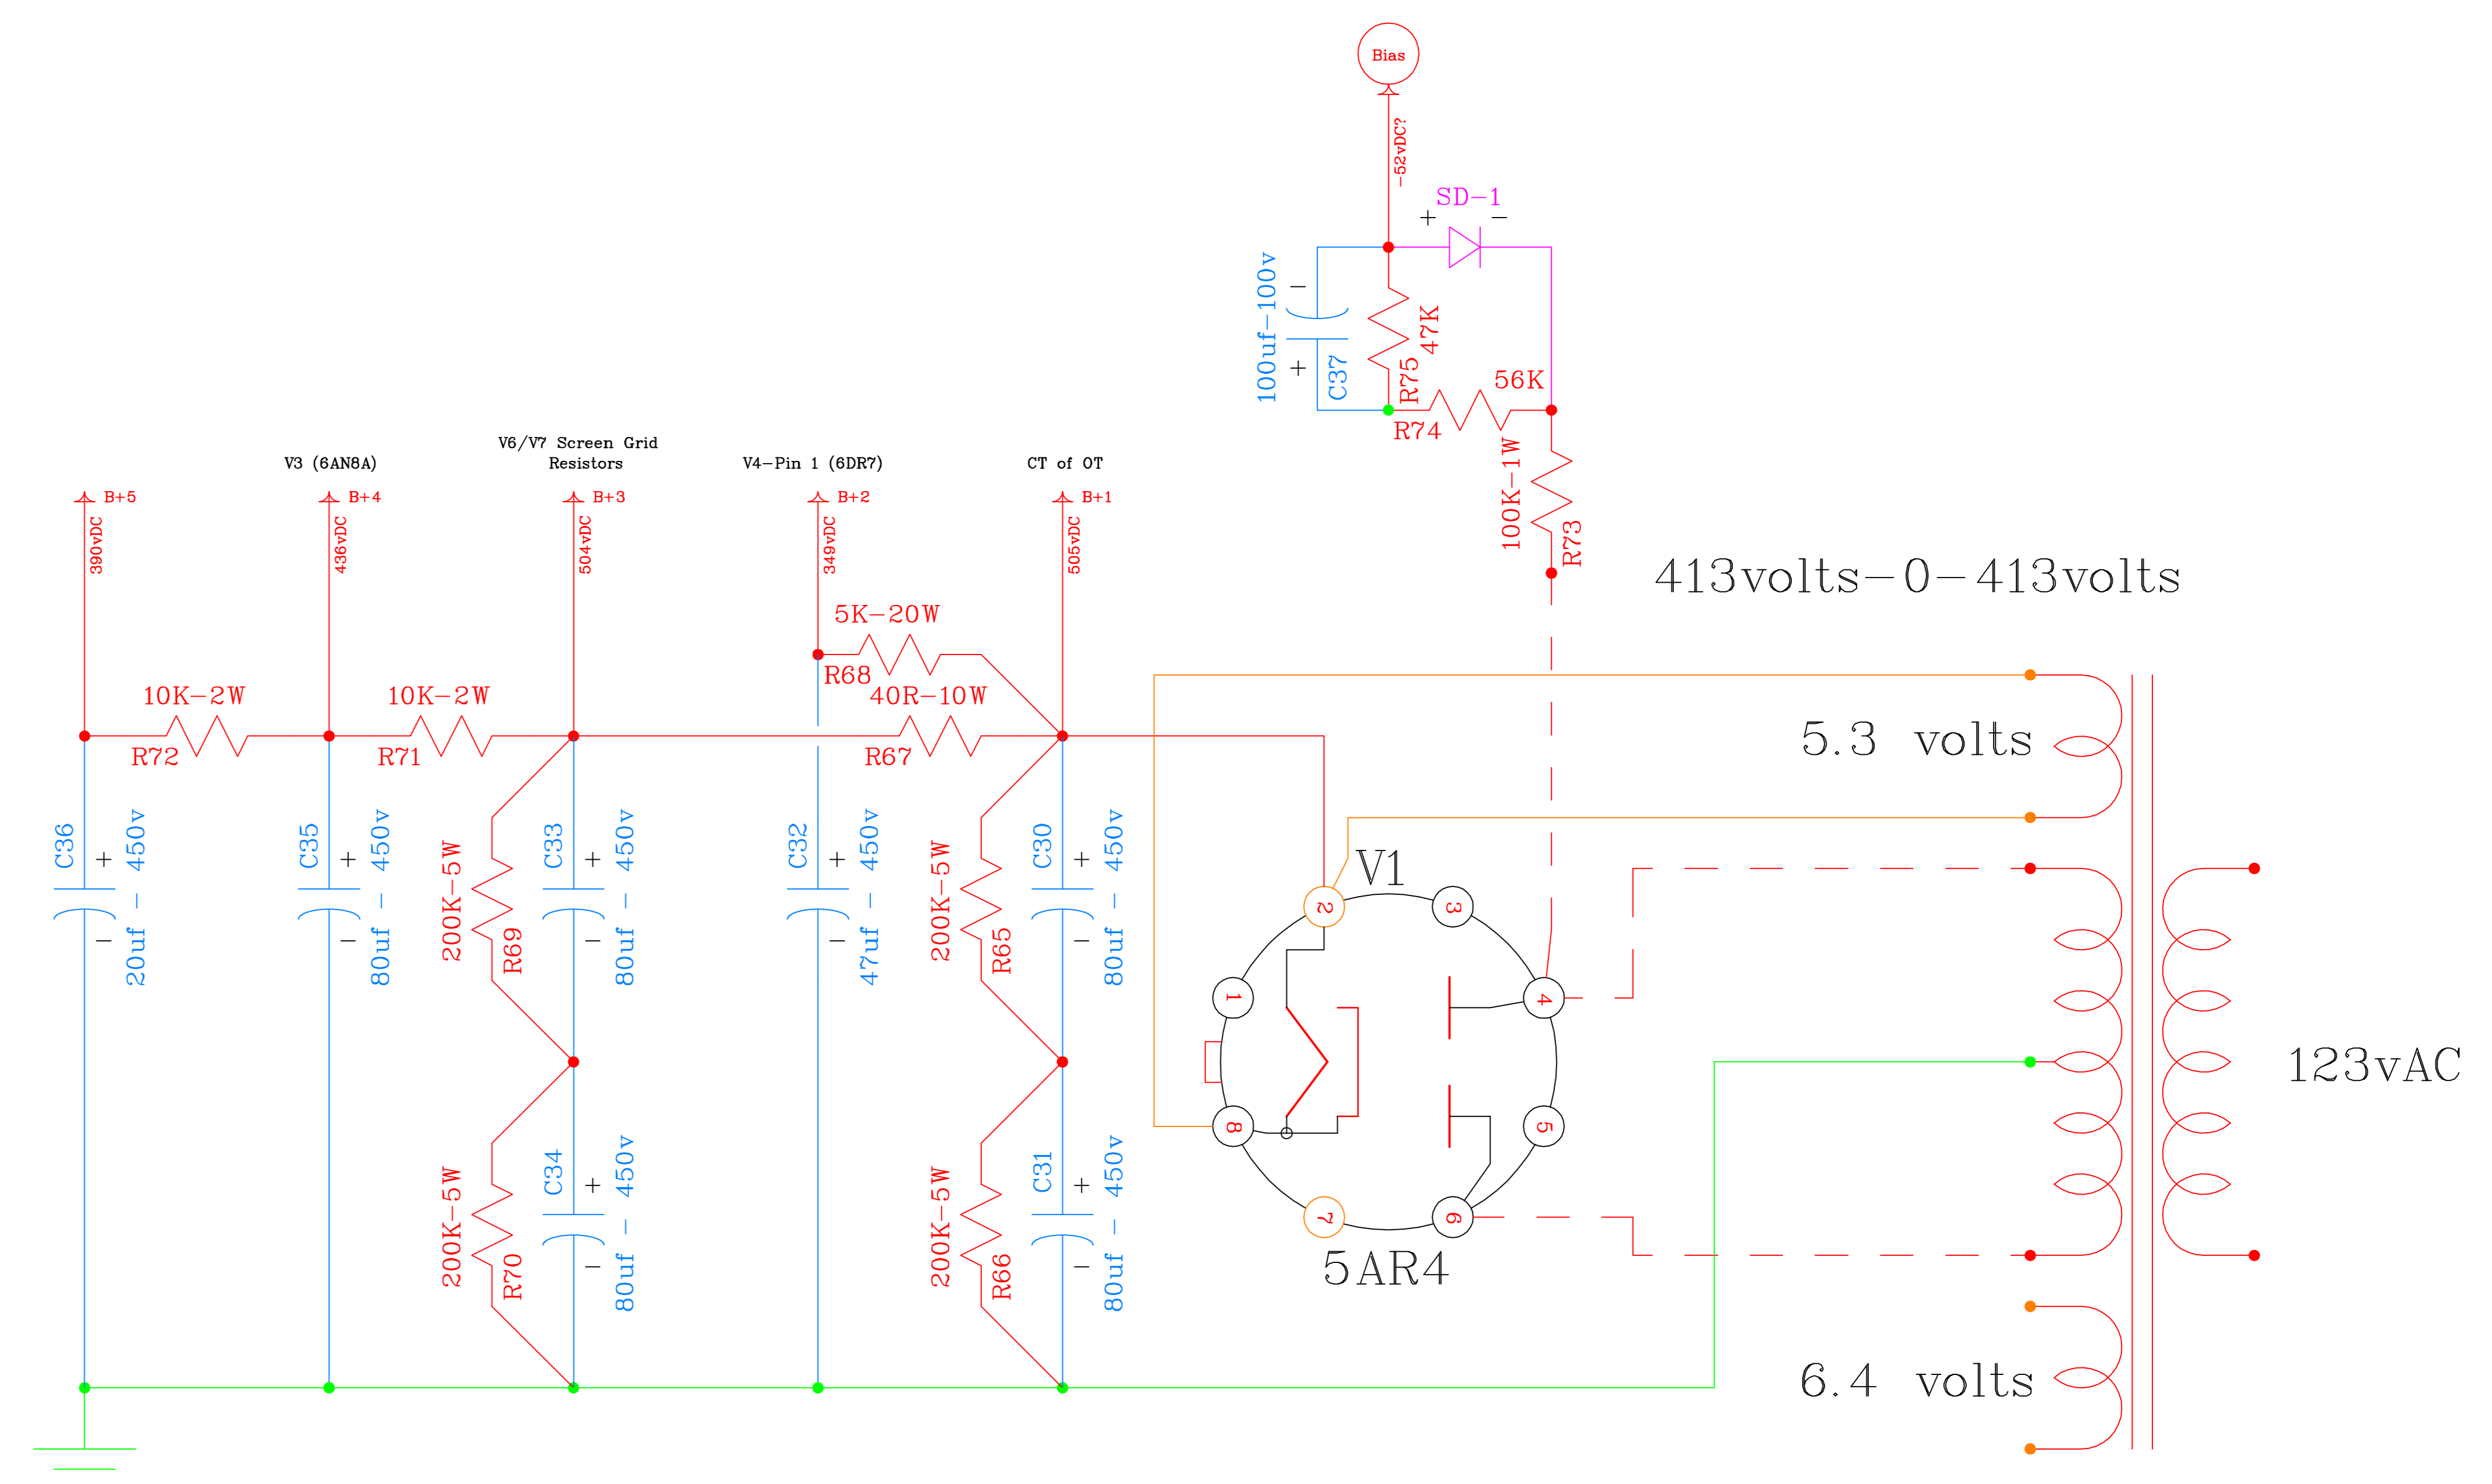 Bias
-52vDC?
SD-1
+ -
100uf-100v
-
+
C37
47K
R75
56K
R74
100K-1W
R73
V6/V7 Screen Grid
Resistors
V3 (6AN8A)
V4-Pin 1 (6DR7)
CT of OT
B+5
B+4
B+3
B+2
B+1
390vDC
436vDC
504vDC
349vDC
505vDC
413volts-0-413volts
5K-20W
R68
10K-2W
R72
10K-2W
R71
40R-10W
R67
5.3 volts
C36
+
-
20uf - 450v
C35
+
-
80uf - 450v
200K-5W
R69
C33
+
-
80uf - 450v
C32
+
-
47uf - 450v
200K-5W
R65
C30
+
-
80uf - 450v
V1
2
3
1
4
8
5
7
6
5AR4
123vAC
200K-5W
R70
C34
+
-
80uf - 450v
200K-5W
R66
C31
+
-
80uf - 450v
6.4 volts